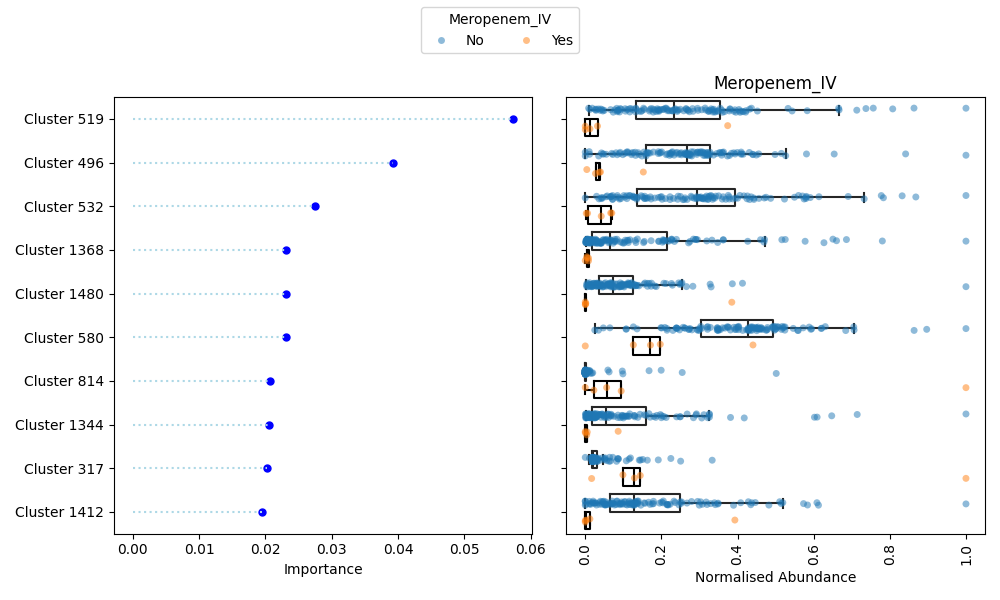 Meropenem_IV
No Yes
Meropenem_IV
Cluster 519
Cluster 496
Cluster 532
Cluster 1368
Cluster 1480
Cluster 580
Cluster 814
Cluster 1344
Cluster 317
Cluster 1412
0.00 0.01 0.02 0.03 0.04 0.05 0.06
Importance
0.0 0.2 0.4 0.6 0.8 1.0
Normalised Abundance